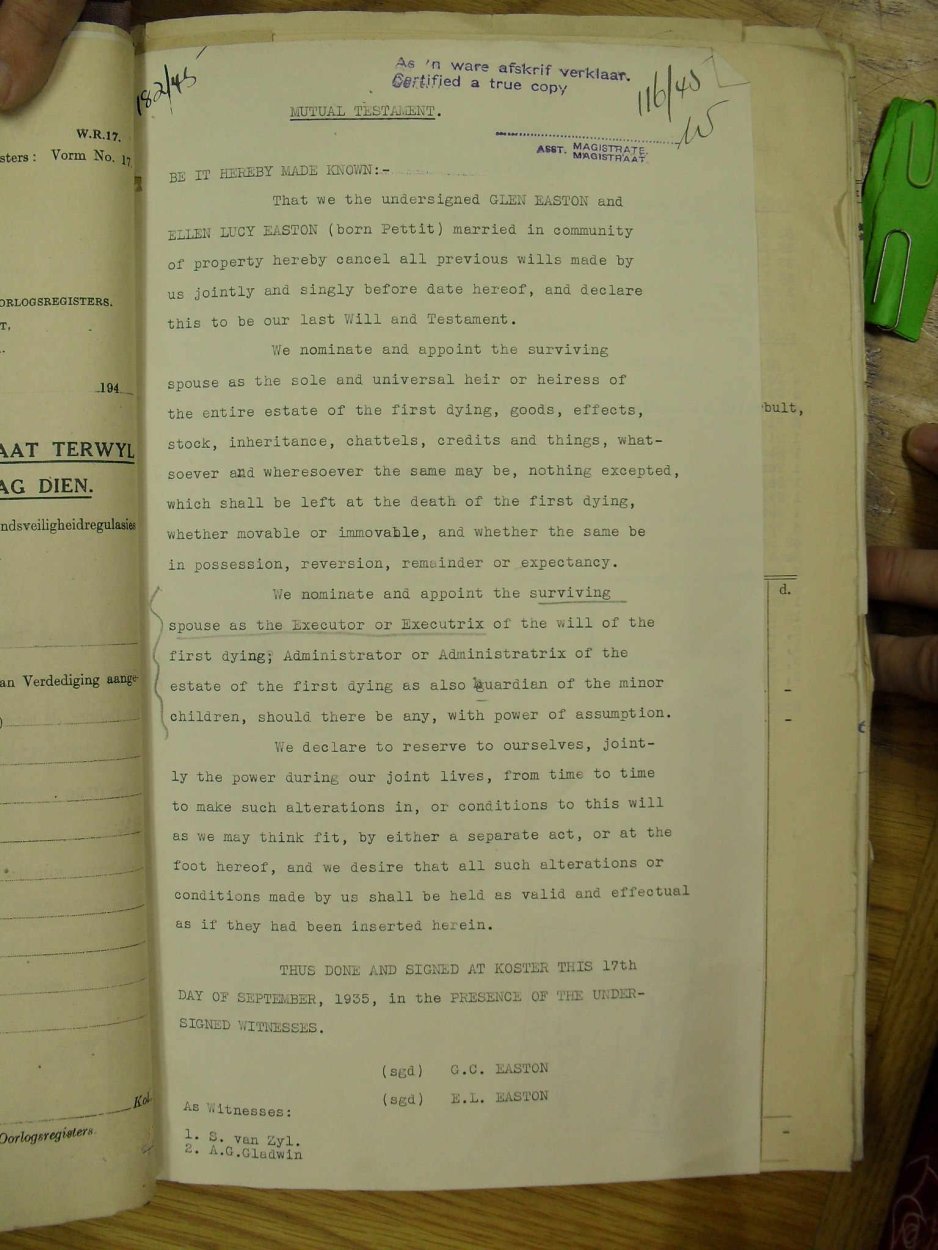 W.R.17.
sters: Vorm No. 17
ORLOGSREGISTERS.
T,
194
AAT TERWYL
AG DIEN.
ndsveiligheidregulasies
an Verdediging aange-
)
Kol.
Oorlogsregisters.
182/45
As 'n ware afskrif verklaar.
Certified a true copy
116/45
MUTUAL TESTAMENT.
ASST. MAGISTRATE.
MAGISTRAAT.
BE IT HEREBY MADE KNOWN:-
That we the undersigned GLEN EASTON and
ELLEN LUCY EASTON (born Pettit) married in community
of property hereby cancel all previous wills made by
us jointly and singly before date hereof, and declare
this to be our last Will and Testament.
We nominate and appoint the surviving
spouse as the sole and universal heir or heiress of
the entire estate of the first dying, goods, effects,
stock, inheritance, chattels, credits and things, what-
soever and wheresoever the same may be, nothing excepted,
which shall be left at the death of the first dying,
whether movable or immovable, and whether the same be
in possession, reversion, remainder or expectancy.
We nominate and appoint the surviving
spouse as the Executor or Executrix of the will of the
first dying; Administrator or Administratrix of the
estate of the first dying as also guardian of the minor
children, should there be any, with power of assumption.
We declare to reserve to ourselves, joint-
ly the power during our joint lives, from time to time
to make such alterations in, or conditions to this will
as we may think fit, by either a separate act, or at the
foot hereof, and we desire that all such alterations or
conditions made by us shall be held as valid and effectual
as if they had been inserted herein.
THUS DONE AND SIGNED AT KOSTER THIS 17th
DAY OF SEPTEMBER, 1935, in the PRESENCE OF THE UNDER-
SIGNED WITNESSES.
(sgd) G.C. EASTON
(sgd) E.L. EASTON
As Witnesses:
1. S. van Zyl.
2. A.G.Gladwin
bult,
d.